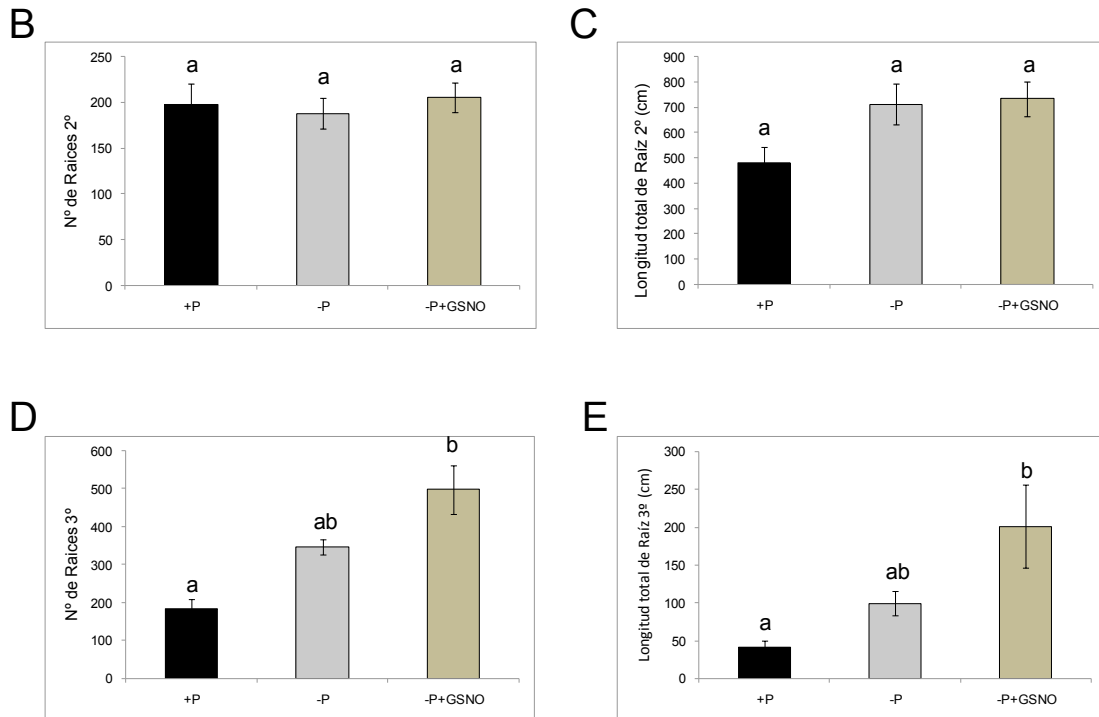 B
Nº de Raices 2º
250
200
150
100
50
0
a
a
a
+P
-P
-P+GSNO
C
Longitud total de Raíz 2º (cm)
900
800
700
600
500
400
300
200
100
0
a
a
a
+P
-P
-P+GSNO
D
Nº de Raices 3º
600
500
400
300
200
100
0
a
ab
b
+P
-P
-P+GSNO
E
Longitud total de Raíz 3º (cm)
300
250
200
150
100
50
0
a
ab
b
+P
-P
-P+GSNO